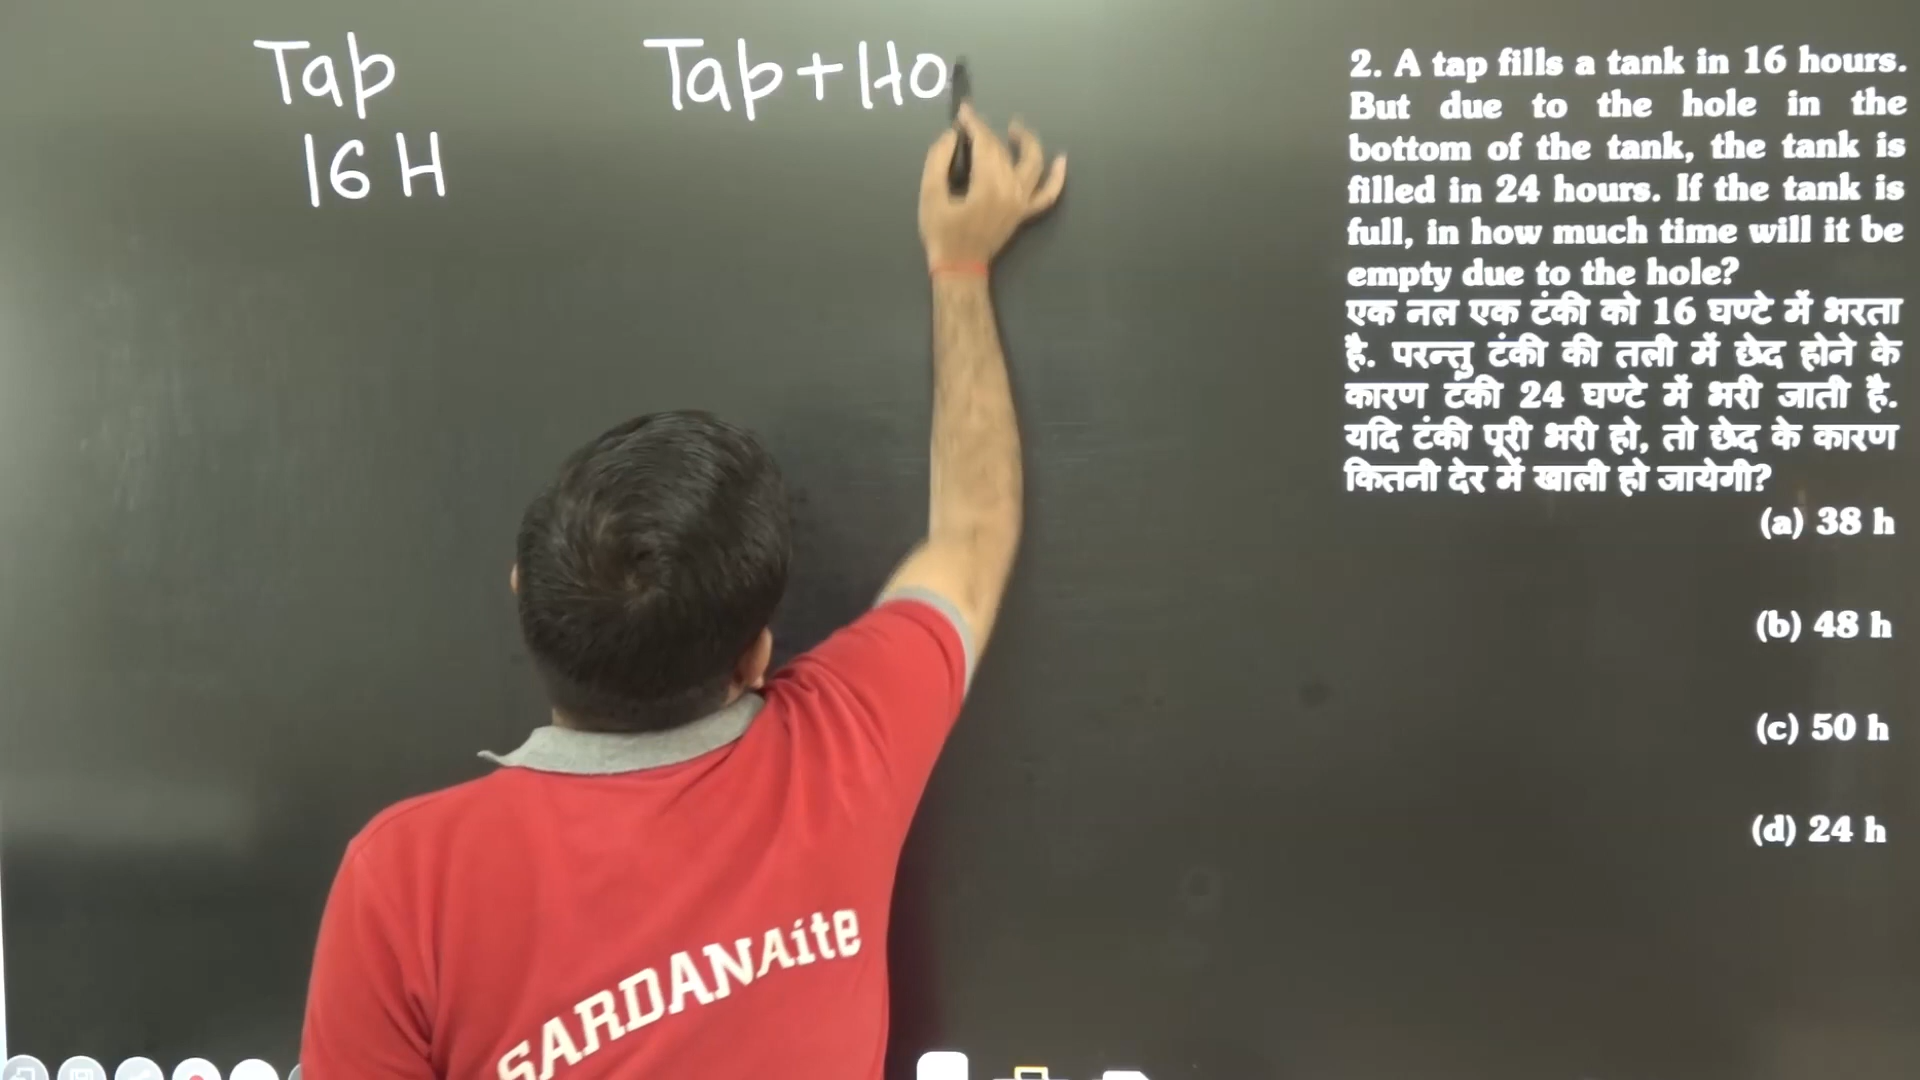 Tap
16 H
Tap+Ho
2. A tap fills a tank in 16 hours.
But due to the hole in the
bottom of the tank, the tank is
filled in 24 hours. If the tank is
full, in how much time will it be
empty due to the hole?
एक नल एक टंकी को 16 घण्टे में भरता
है. परन्तु टंकी की तली में छेद होने के
कारण टंकी 24 घण्टे में भरी जाती है.
यदि टंकी पूरी भरी हो, तो छेद के कारण
कितनी देर में खाली हो जायेगी?
(a) 38 h
(b) 48 h
(c) 50 h
(d) 24 h
SARDANAite